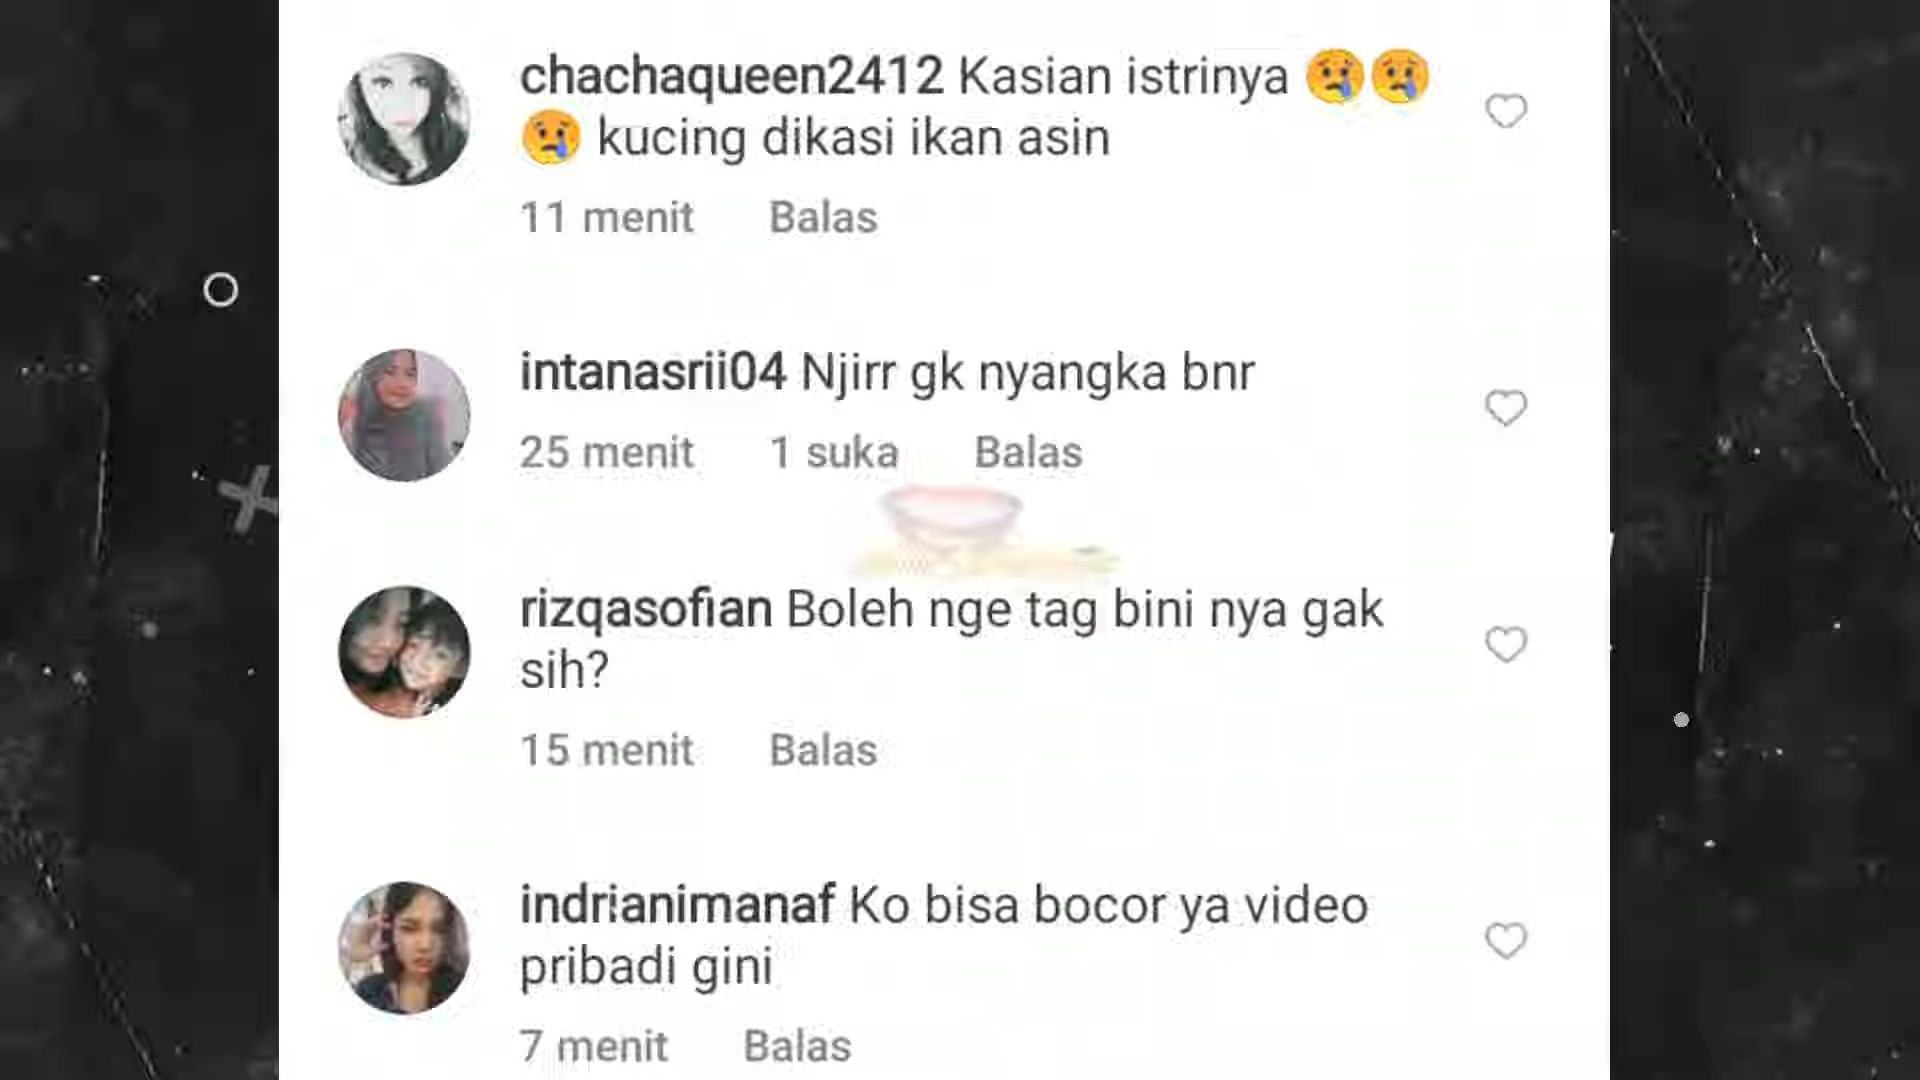 chachaqueen2412 Kasian istrinya 😢😢
😢 kucing dikasi ikan asin
11 menit Balas
intanasrii04 Njirr gk nyangka bnr
25 menit 1 suka Balas
rizqasofian Boleh nge tag bini nya gak
sih?
15 menit Balas
indrianimanaf Ko bisa bocor ya video
pribadi gini
7 menit Balas